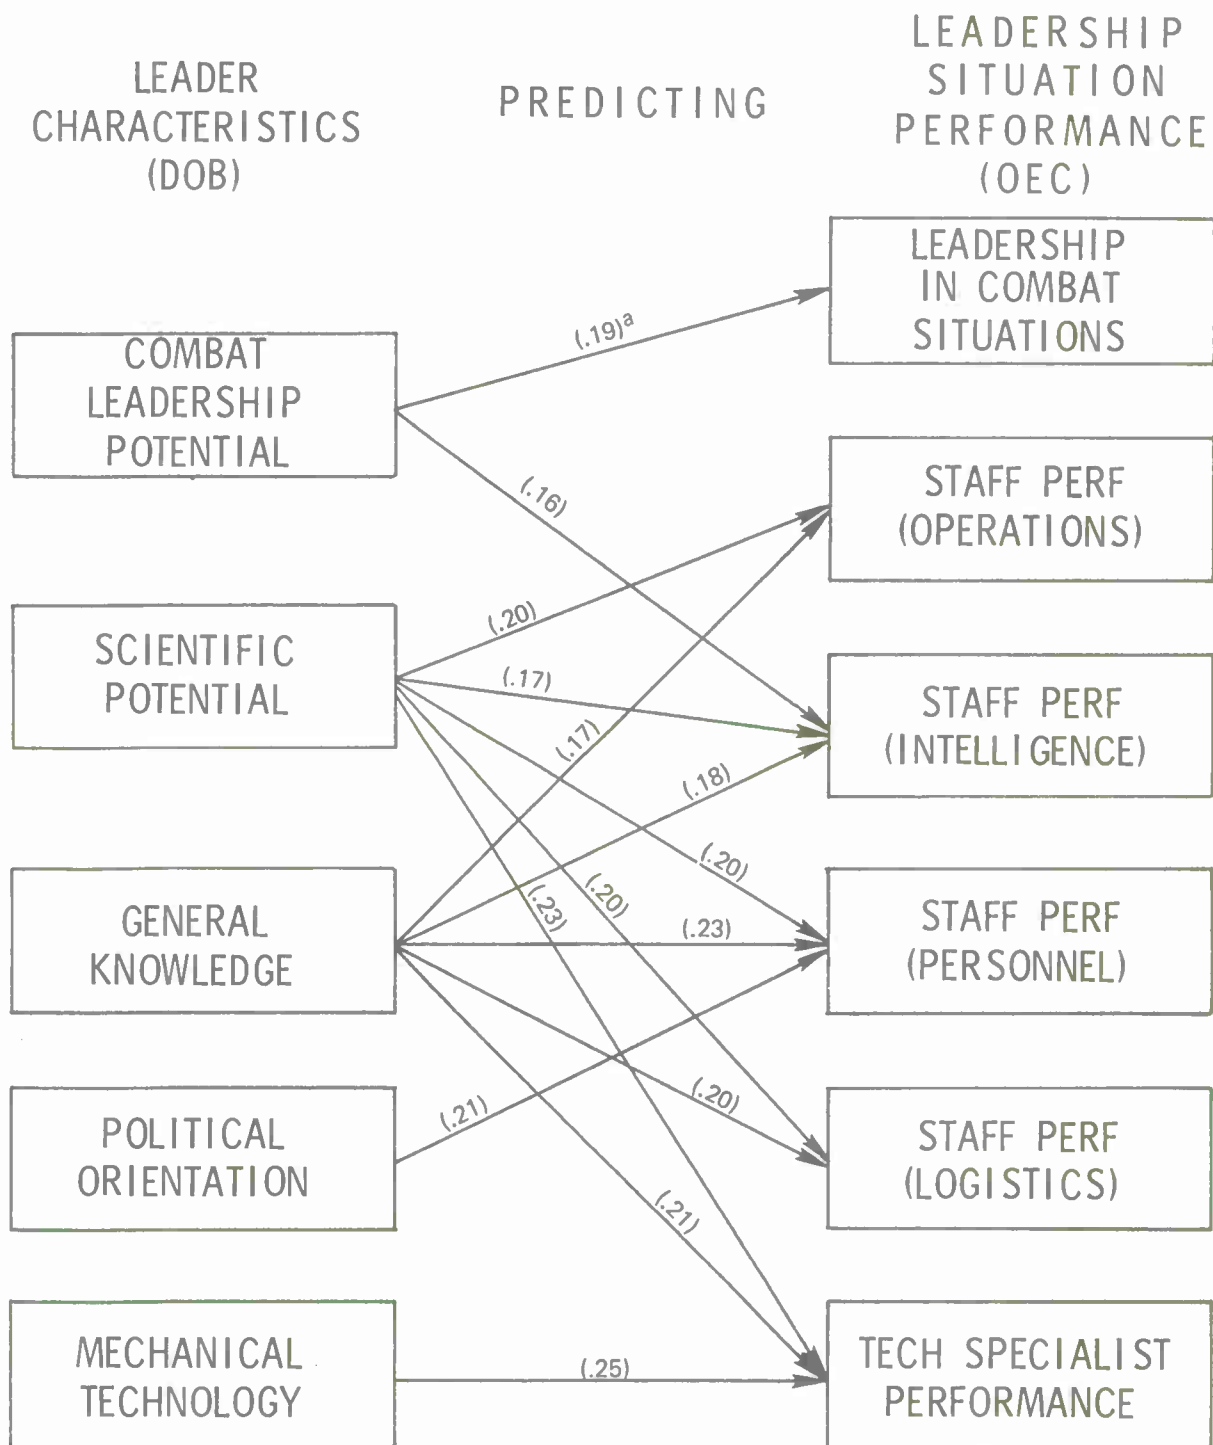 LEADER
CHARACTERISTICS
(DOB)
PREDICTING
LEADERSHIP
SITUATION
PERFORMANCE
(OEC)
COMBAT
LEADERSHIP
POTENTIAL
SCIENTIFIC
POTENTIAL
GENERAL
KNOWLEDGE
POLITICAL
ORIENTATION
MECHANICAL
TECHNOLOGY
(.19)a
(.16)
(.20)
(.17)
(.17)
(.18)
(.20)
(.20)
(.23)
(.23)
(.20)
(.21)
(.21)
(.25)
LEADERSHIP
IN COMBAT
SITUATIONS
STAFF PERF
(OPERATIONS)
STAFF PERF
(INTELLIGENCE)
STAFF PERF
(PERSONNEL)
STAFF PERF
(LOGISTICS)
TECH SPECIALIST
PERFORMANCE